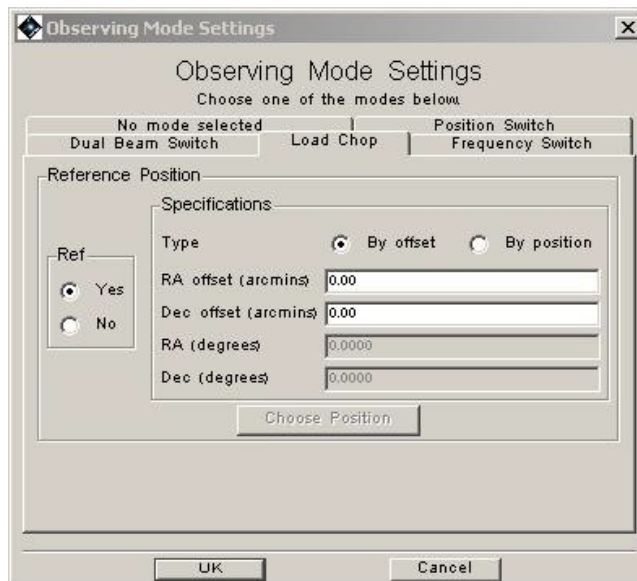 Observing Mode Settings
Observing Mode Settings
Choose one of the modes below.
No mode selected
Position Switch
Dual Beam Switch
Load Chop
Frequency Switch
Reference Position
Specifications
Ref
Type
By offset
By position
Yes
RA offset (arcmins)
0.00
No
Dec offset (arcmins)
0.00
RA (degrees)
0.0000
Dec (degrees)
0.0000
Choose Position
UK
Cancel